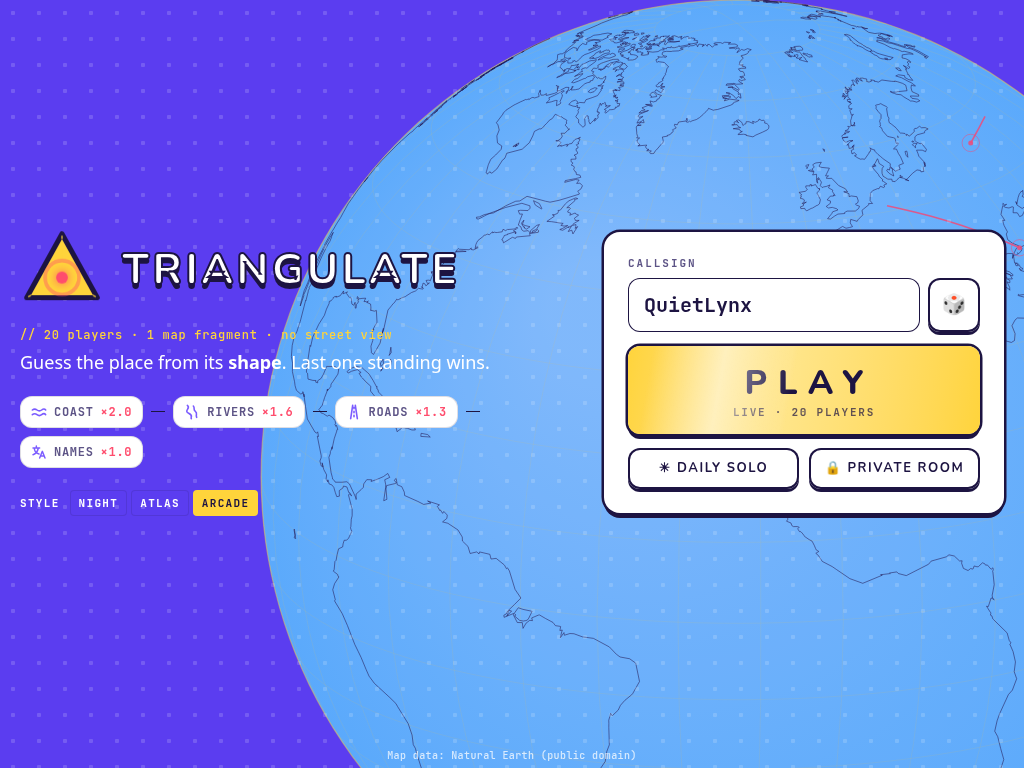 TRIANGULATE
// 20 players · 1 map fragment · no street view
Guess the place from its shape. Last one standing wins.
COAST ×2.0
RIVERS ×1.6
ROADS ×1.3
NAMES ×1.0
STYLE NIGHT ATLAS ARCADE
CALLSIGN
QuietLynx
PLAY
LIVE · 20 PLAYERS
☀ DAILY SOLO
🔒 PRIVATE ROOM
Map data: Natural Earth (public domain)